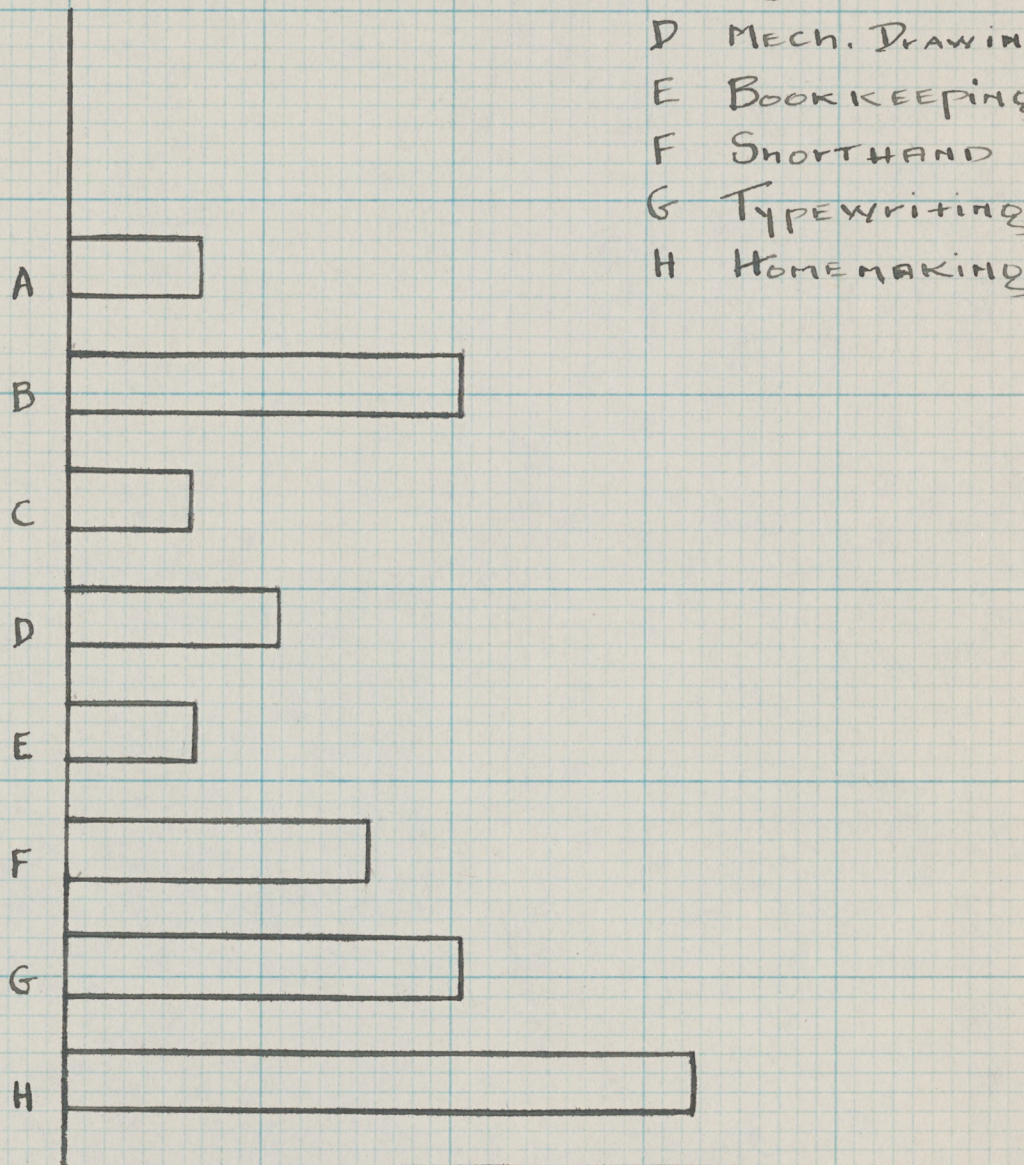 D Mech. Drawin
E Bookkeeping
F Shorthand
G Typewriting
H Homemaking
A
B
C
D
E
F
G
H